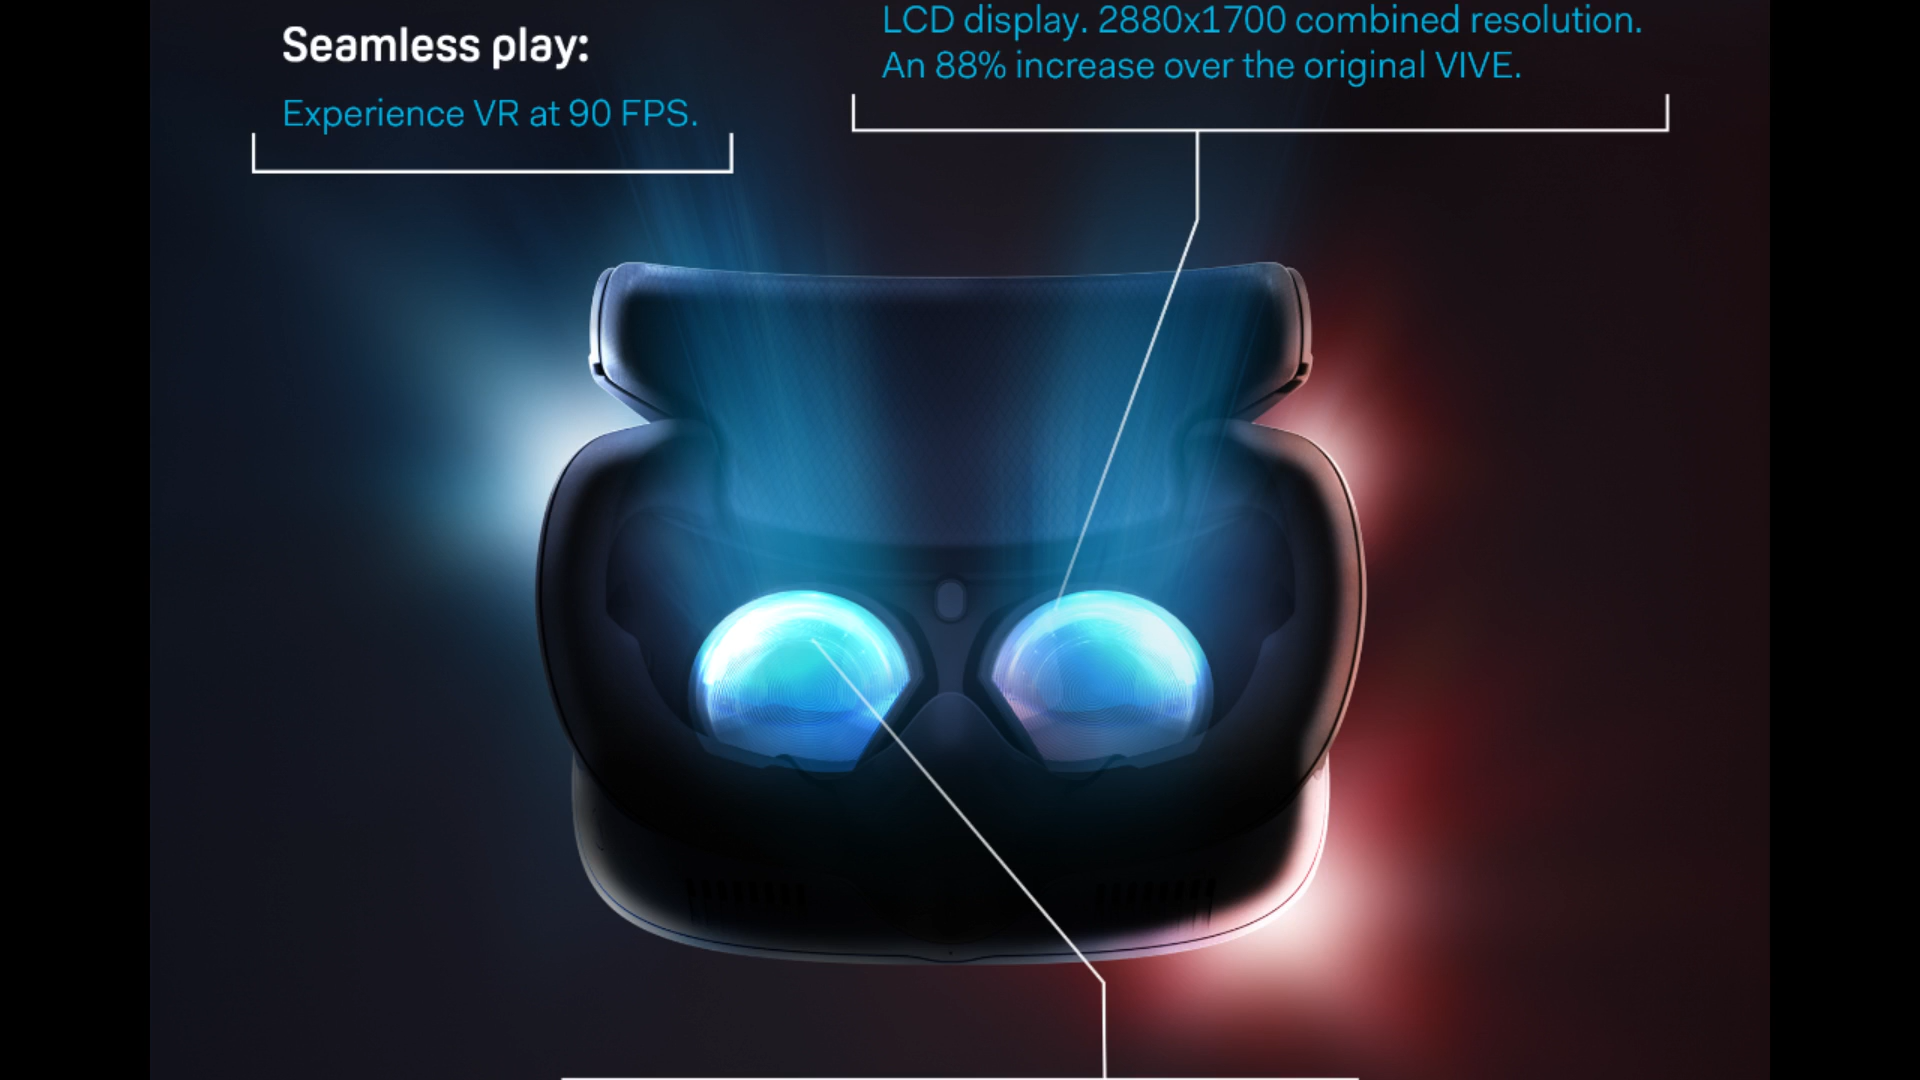 Seamless play:
Experience VR at 90 FPS.
LCD display. 2880x1700 combined resolution.
An 88% increase over the original VIVE.